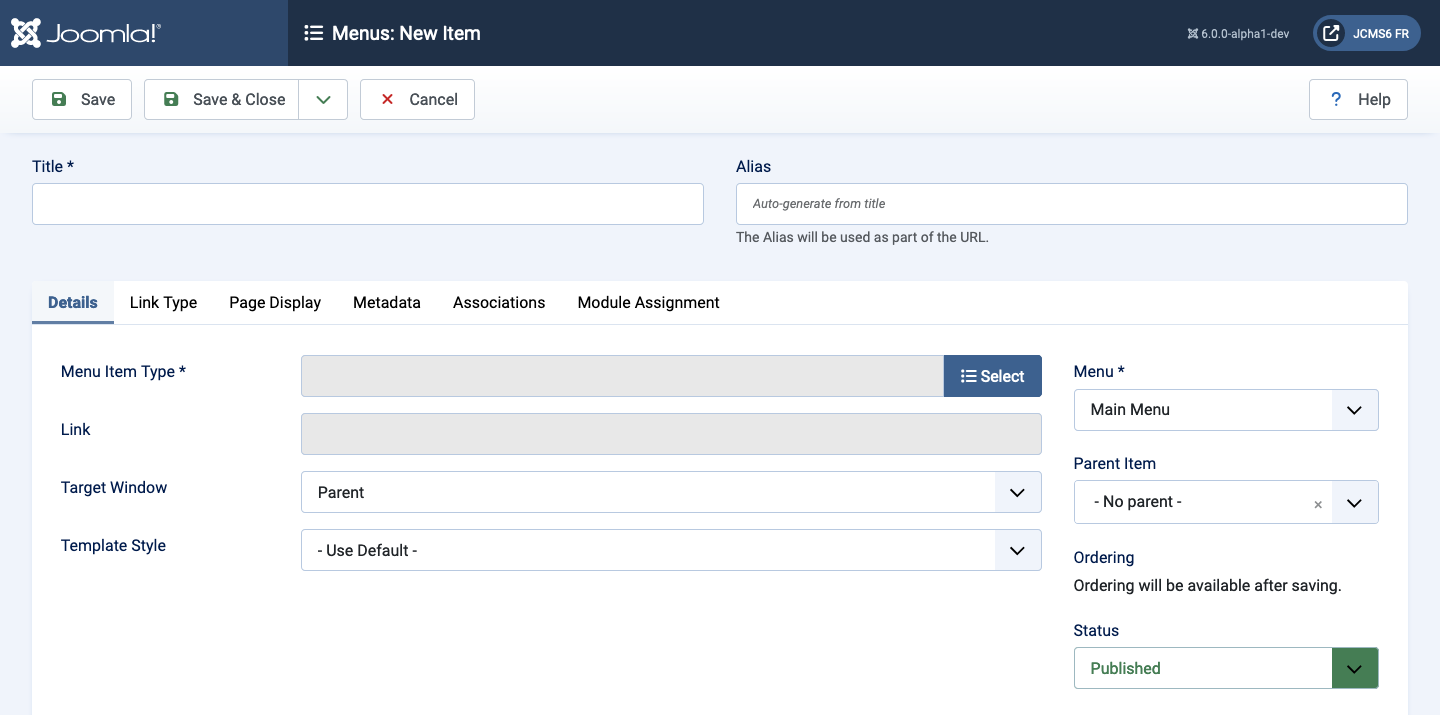 Joomla!®
Menus: New Item
6.0.0-alpha1-dev
JCMS6 FR
Save
Save & Close
Cancel
? Help
Title *
Alias
Auto-generate from title
The Alias will be used as part of the URL.
Details Link Type Page Display Metadata Associations Module Assignment
Menu Item Type *
Select
Link
Target Window
Parent
Template Style
- Use Default -
Menu *
Main Menu
Parent Item
- No parent - ×
Ordering
Ordering will be available after saving.
Status
Published